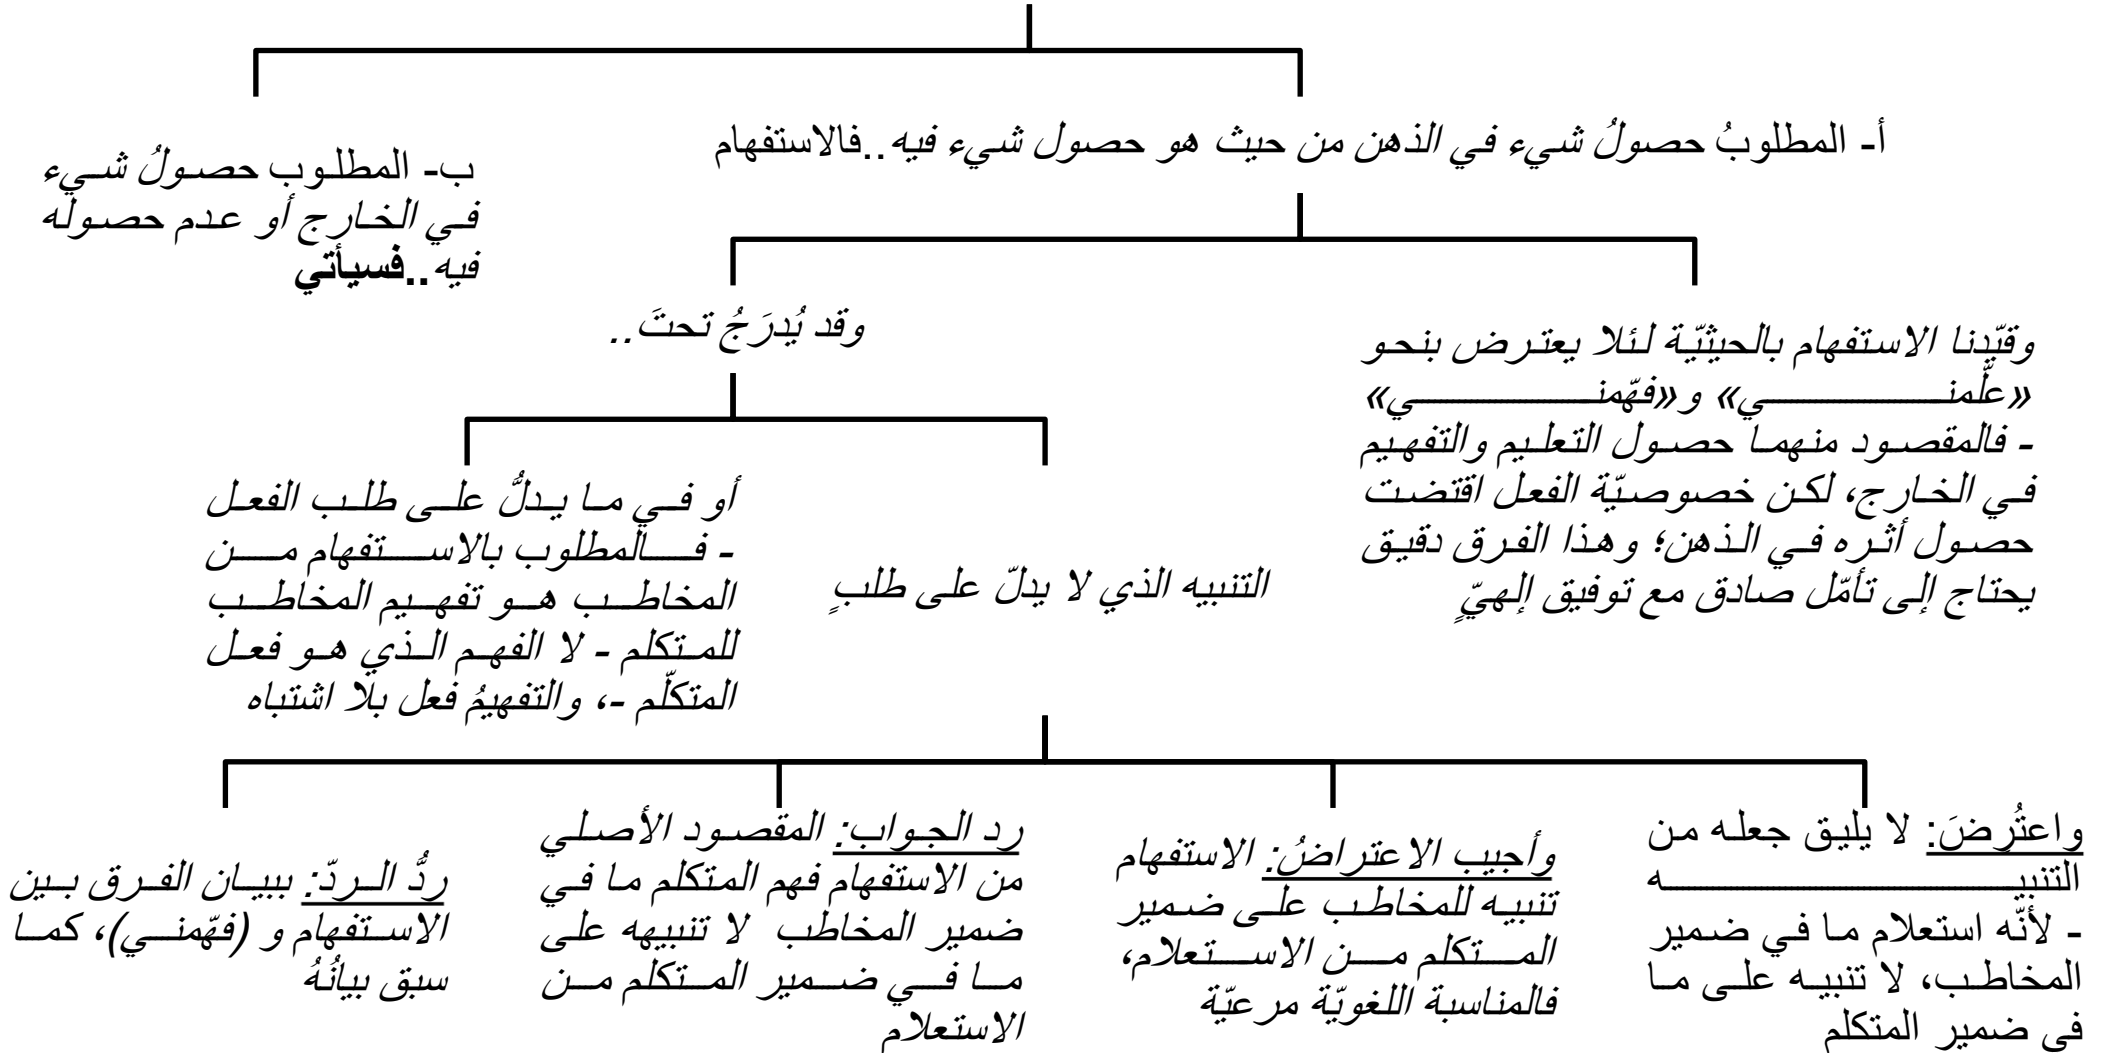 أ- المطلوبُ حصولُ شيء في الذهن من حيث هو حصول شيء فيه..فالاستفهام
ب- المطلوب حصولُ شيء
في الخارج أو عدم حصوله
فيه..فسيأتي
وقيّدنا الاستفهام بالحيثيّة لئلا يعترض بنحو
«علّمني» و«فهّمني»
- فالمقصود منهما حصول التعليم والتفهيم
في الخارج، لكن خصوصيّة الفعل اقتضت
حصول أثره في الذهن؛ وهذا الفرق دقيق
يحتاج إلى تأمّل صادق مع توفيق إلهيّ
وقد يُدرَجُ تحتَ..
التنبيه الذي لا يدلّ على طلبٍ
أو في ما يدلُّ على طلب الفعل
- فالمطلوب بالاستفهام من
المخاطب هو تفهيم المخاطب
للمتكلم - لا الفهم الذي هو فعل
المتكلّم -، والتفهيمُ فعل بلا اشتباه
واعتُرضَ: لا يليق جعله من
التنبيه
- لأنّه استعلام ما في ضمير
المخاطب، لا تنبيه على ما
في ضمير المتكلم
وأجيب الاعتراضُ: الاستفهام
تنبيه للمخاطب على ضمير
المتكلم من الاستعلام،
فالمناسبة اللغويّة مرعيّة
رد الجواب: المقصود الأصلي
من الاستفهام فهم المتكلم ما في
ضمير المخاطب لا تنبيهه على
ما في ضمير المتكلم من
الاستعلام
ردُّ الردّ: ببيان الفرق بين
الاستفهام و (فهّمني)، كما
سبق بيانُهُ